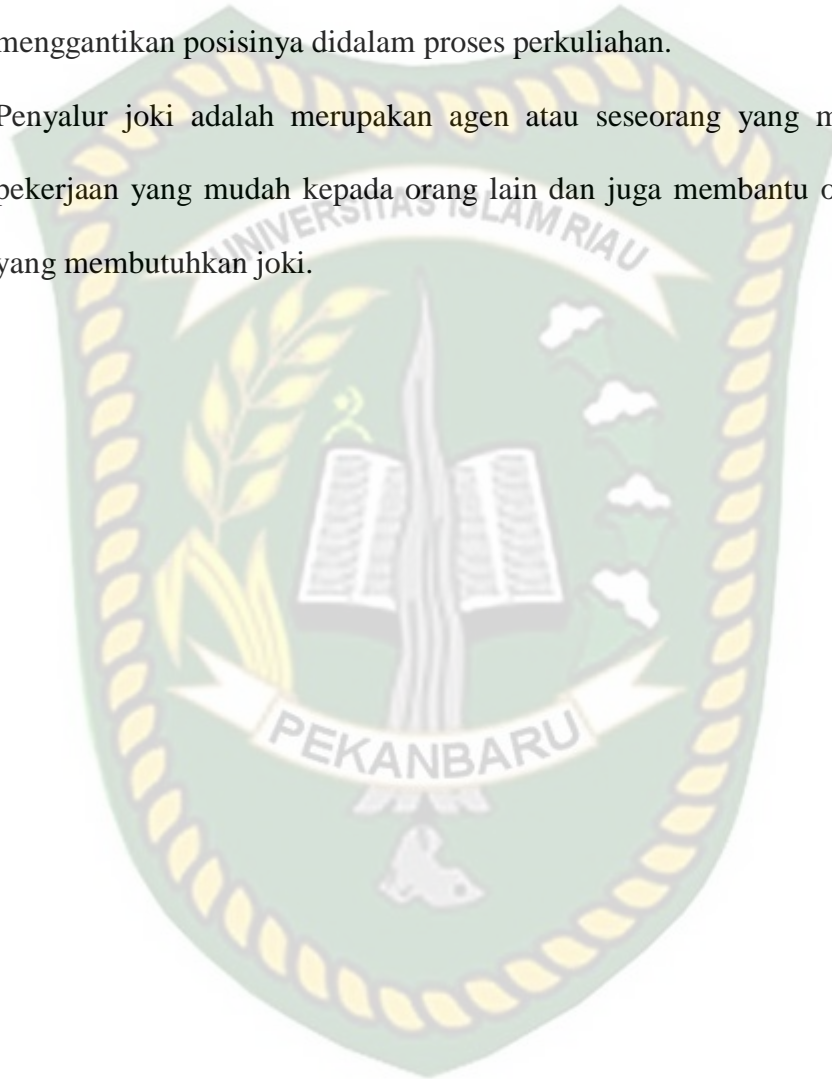 menggantikan posisinya didalam proses perkuliahan.
Penyalur joki adalah merupakan agen atau seseorang yang m
pekerjaan yang mudah kepada orang lain dan juga membantu o
yang membutuhkan joki.
UNIVERSITAS ISLAM RIAU
PEKANBARU